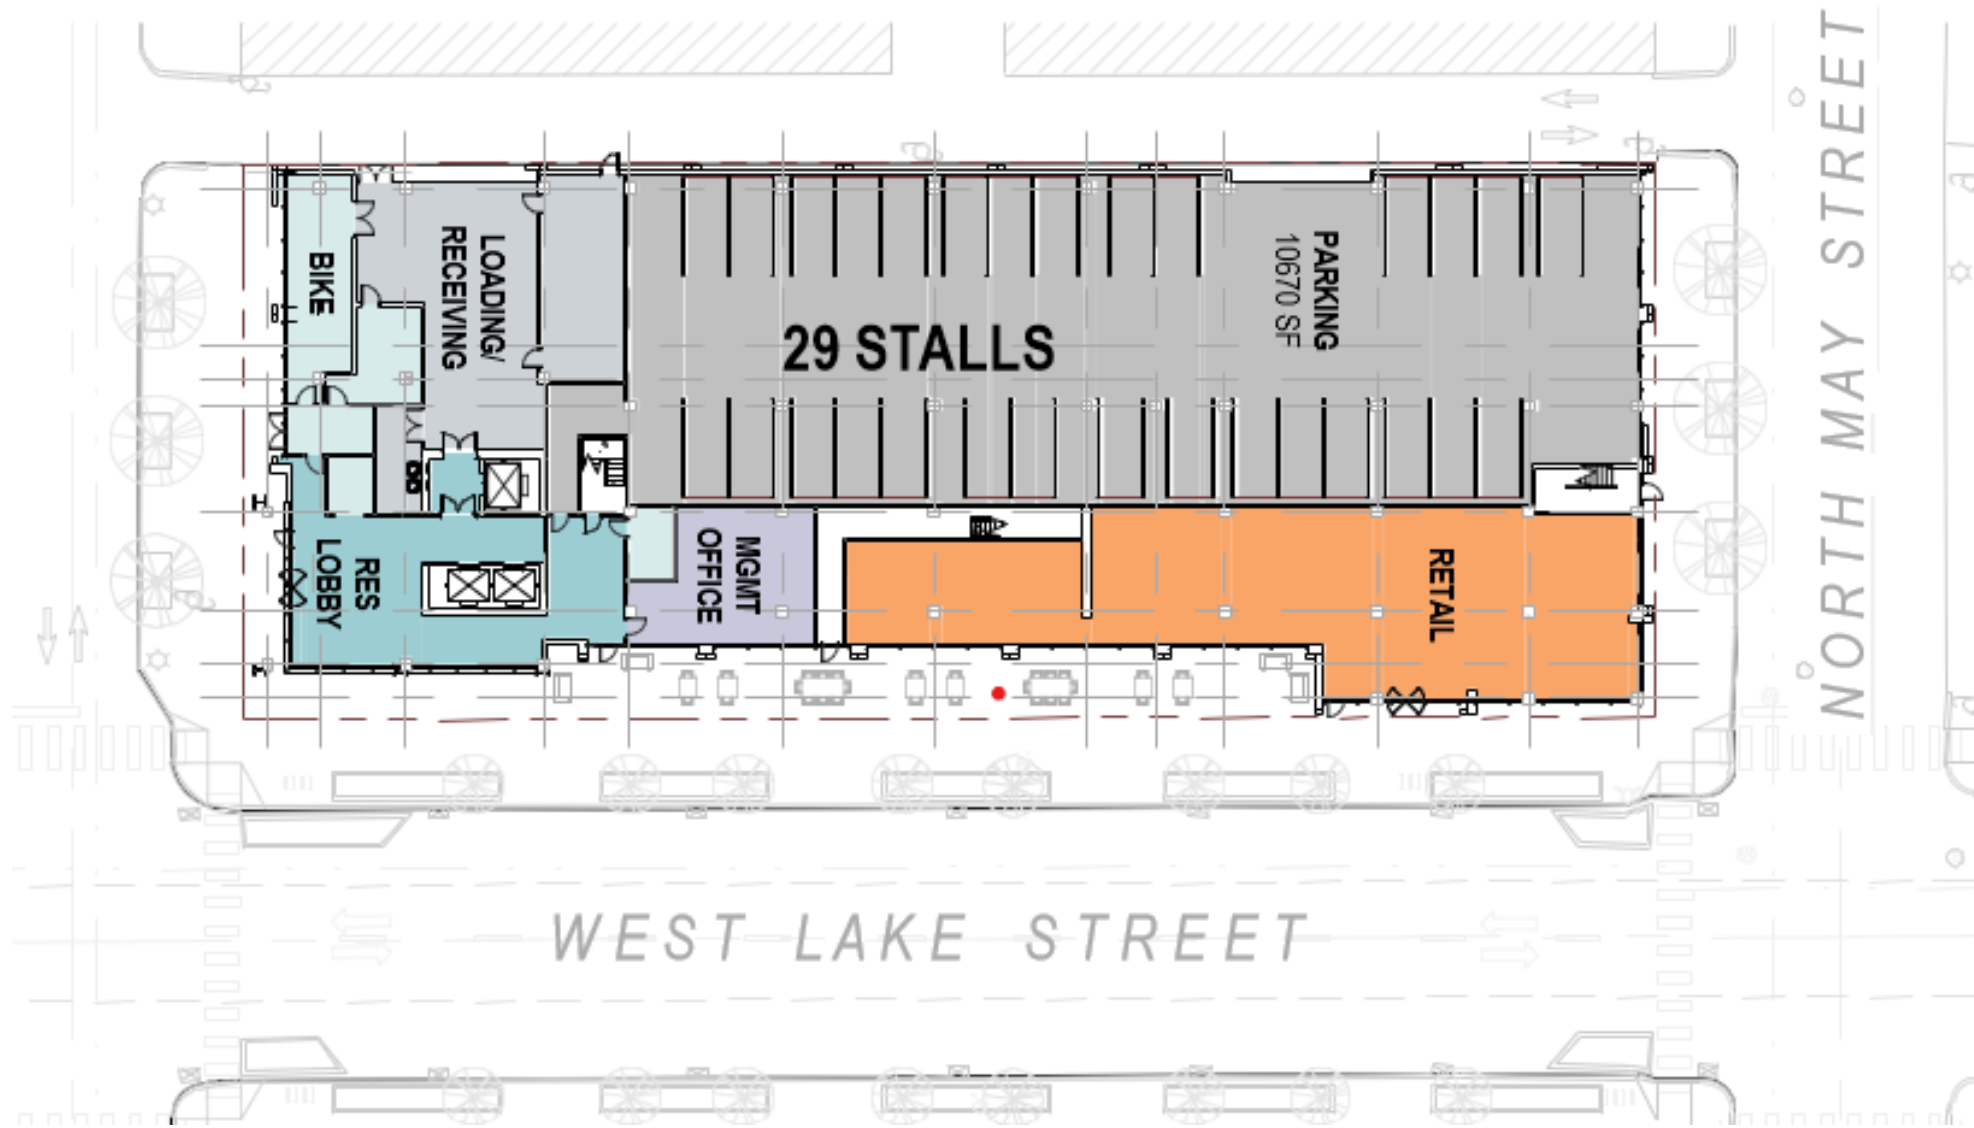 BIKE
LOADING/
RECEIVING
29 STALLS
PARKING
10670 SF
RES
LOBBY
MGMT
OFFICE
RETAIL
NORTH MAY STREET
WEST LAKE STREET